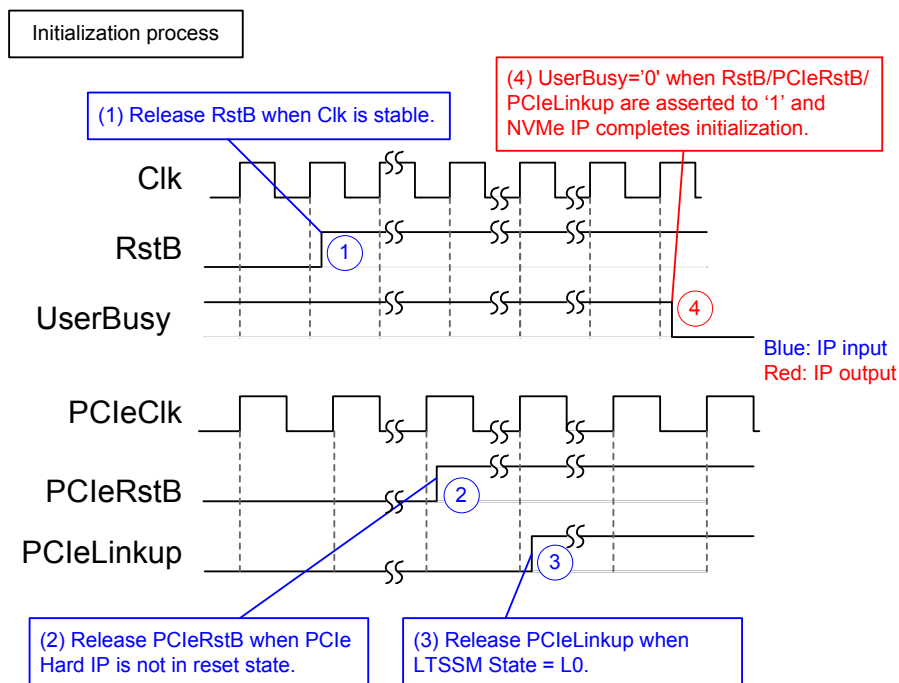 Initialization process
(4) UserBusy='0' when RstB/PCIeRstB/
PCIeLinkup are asserted to ‘1’ and
NVMe IP completes initialization.
(1) Release RstB when Clk is stable.
Clk
RstB
1
UserBusy
4
Blue: IP input
Red: IP output
PCIeClk
PCIeRstB
2
PCIeLinkup
3
(2) Release PCIeRstB when PCIe
Hard IP is not in reset state.
(3) Release PCIeLinkup when
LTSSM State = L0.